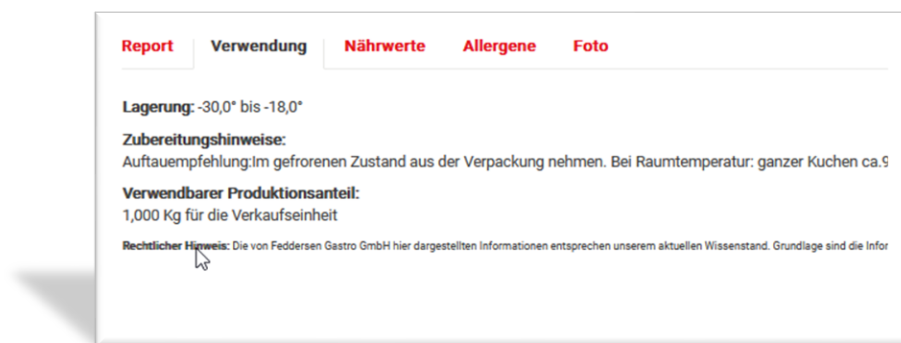 Report Verwendung Nährwerte Allergene Foto
Lagerung: -30,0° bis -18,0°
Zubereitungshinweise:
Auftauempfehlung:Im gefrorenen Zustand aus der Verpackung nehmen. Bei Raumtemperatur: ganzer Kuchen ca.9
Verwendbarer Produktionsanteil:
1,000 Kg für die Verkaufseinheit
Rechtlicher Hinweis: Die von Feddersen Gastro GmbH hier dargestellten Informationen entsprechen unserem aktuellen Wissenstand. Grundlage sind die Infor